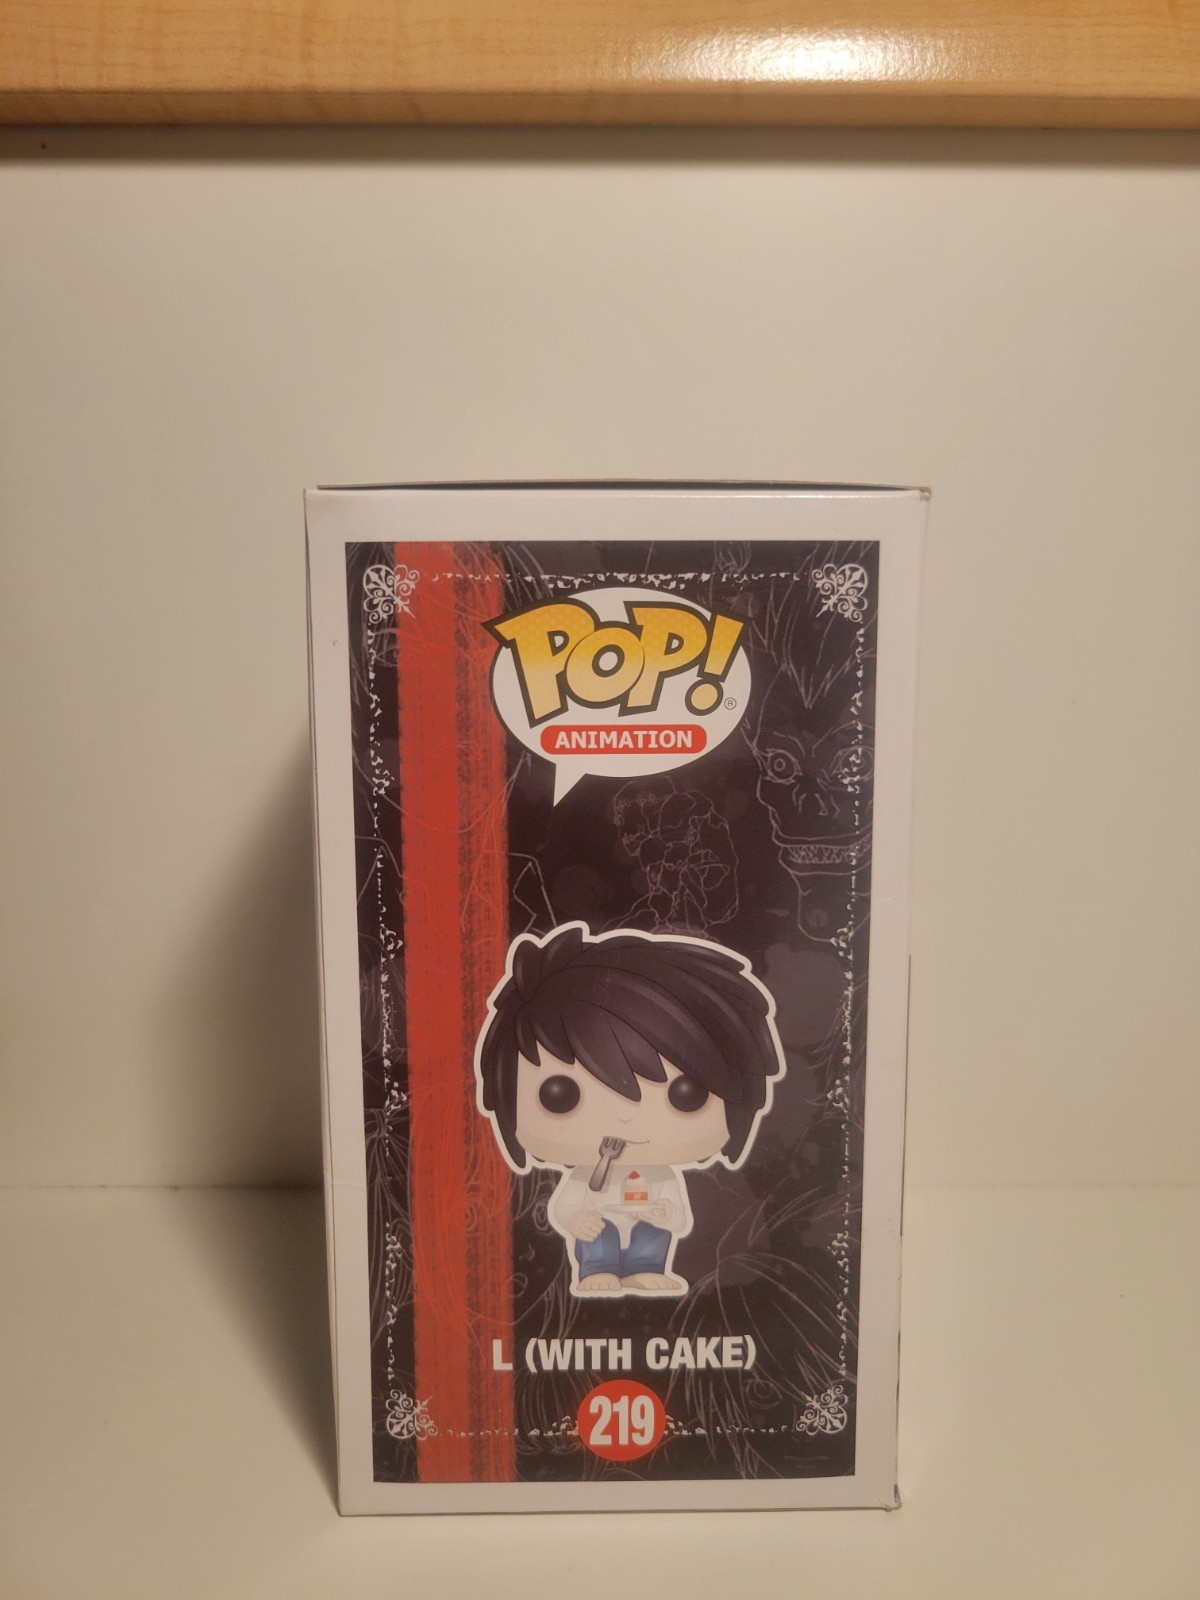 POP!®
ANIMATION
L (WITH CAKE)
219